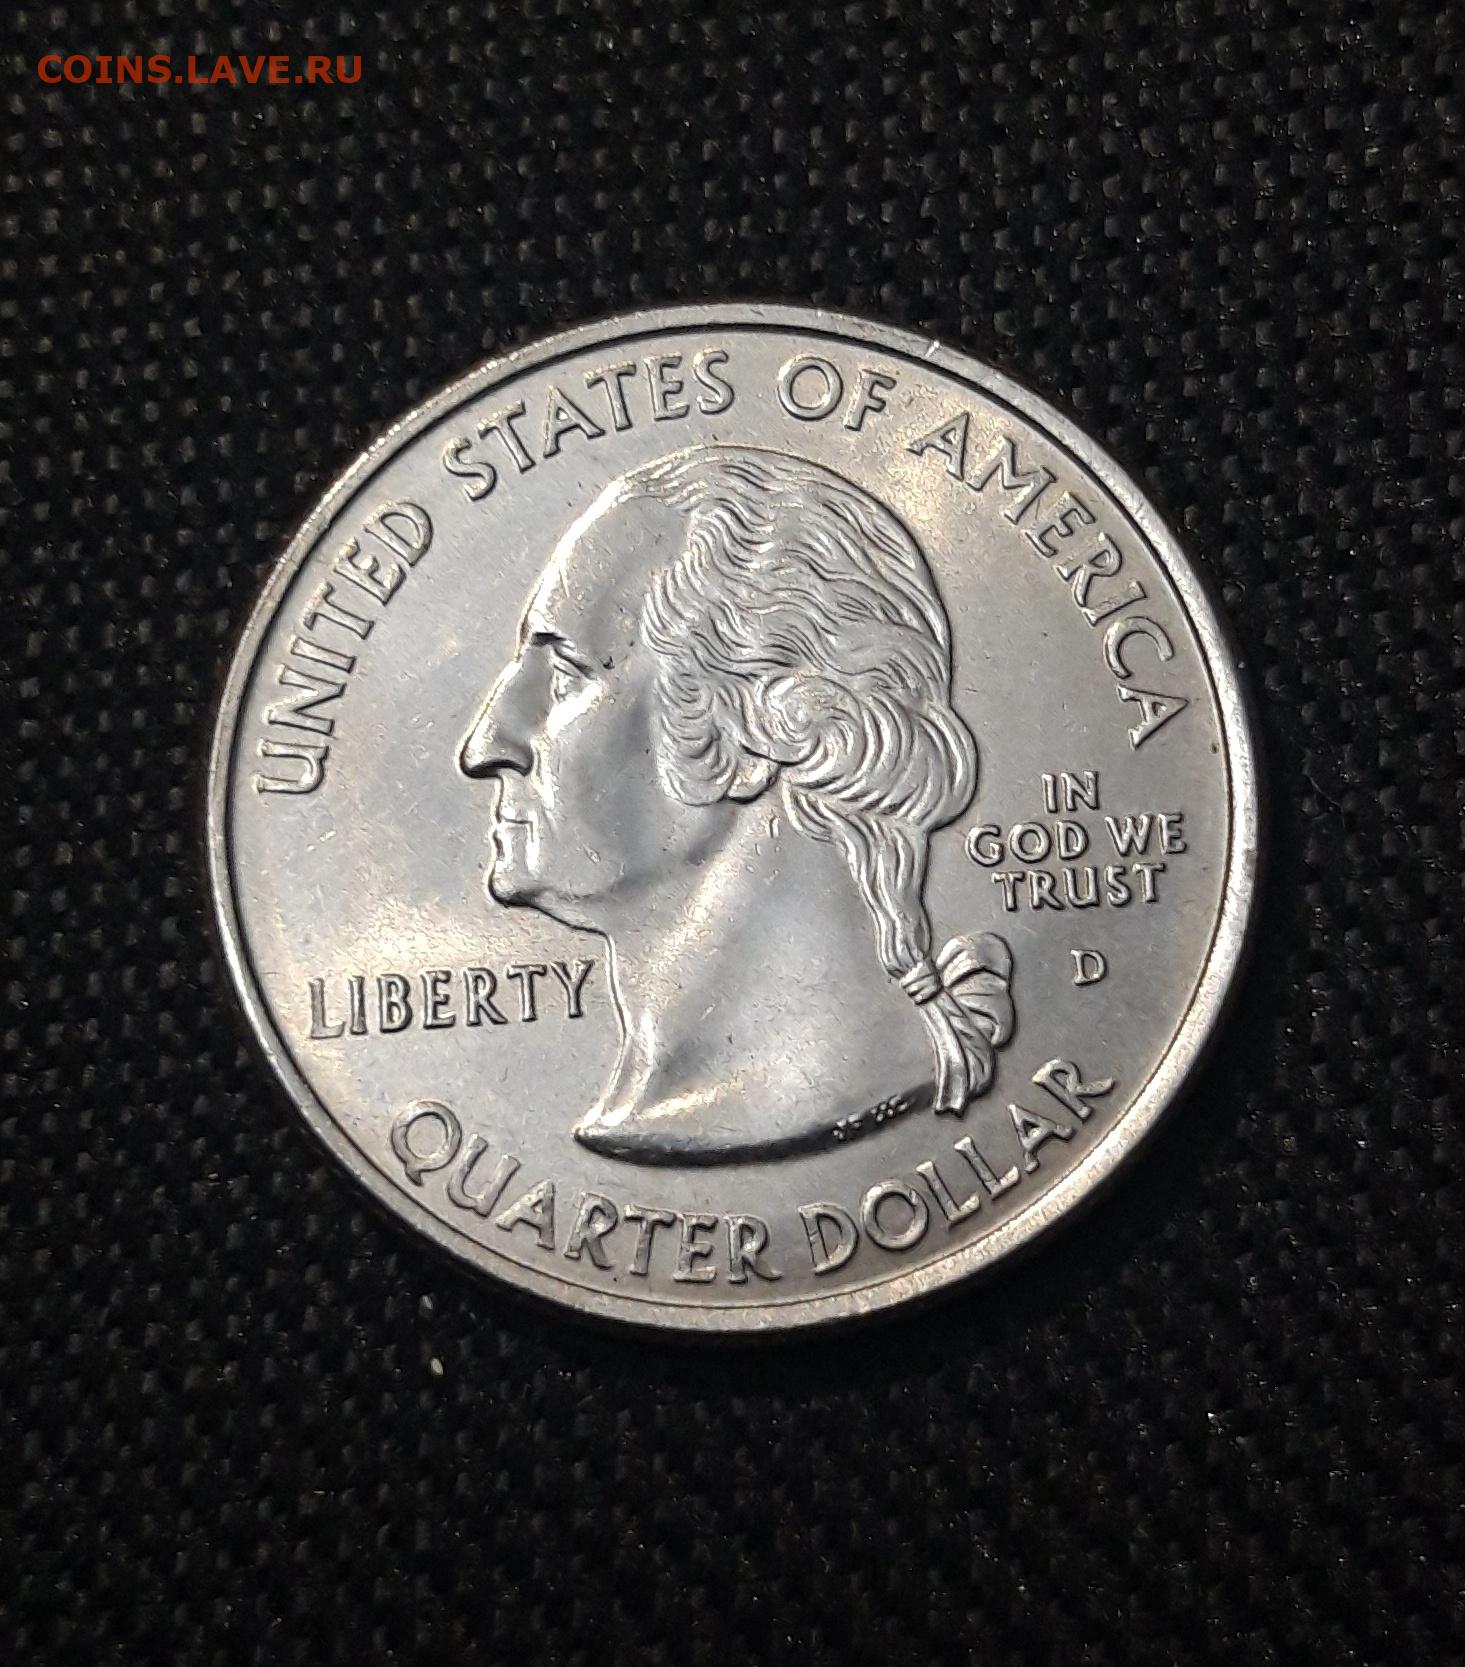 COINS.LAVE.RU
UNITED STATES OF AMERICA
IN
GOD WE
TRUST
D
LIBERTY
QUARTER DOLLAR